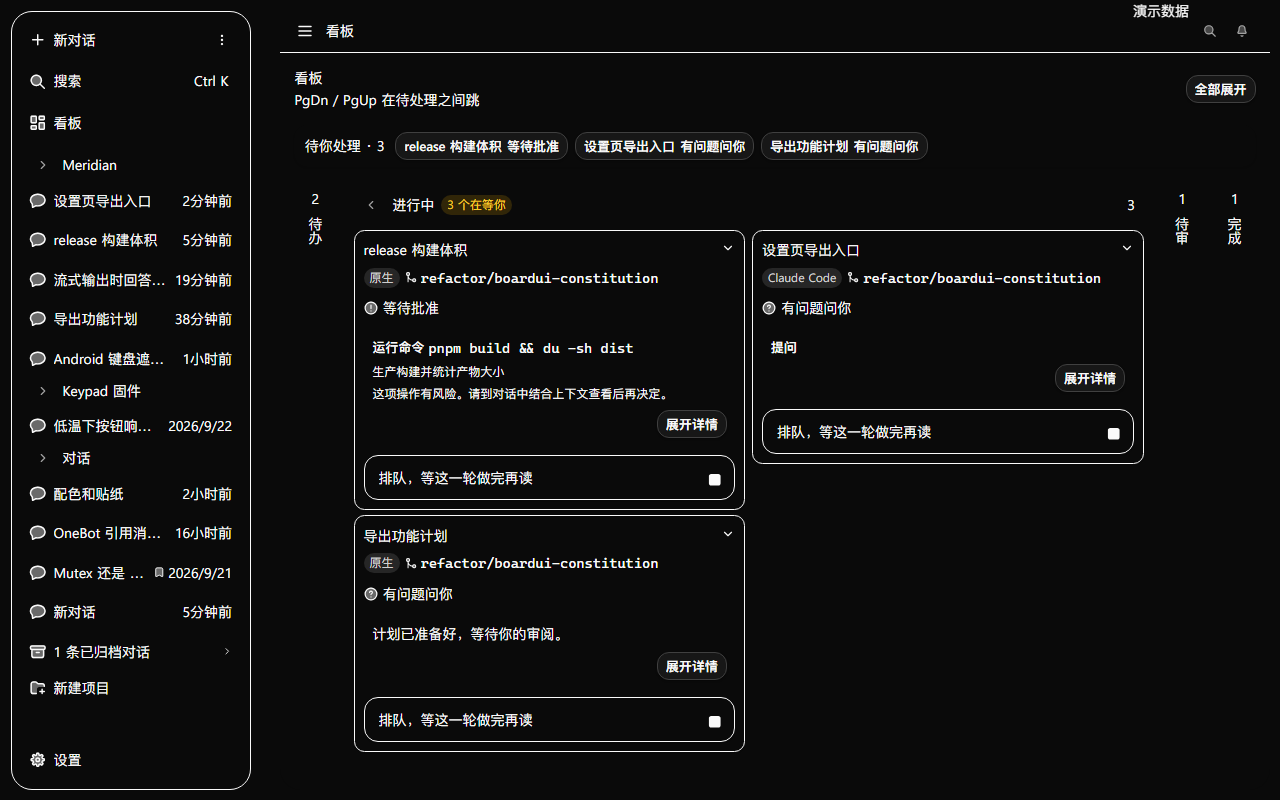 新对话
搜索 Ctrl K
看板
Meridian
设置页导出入口 2分钟前
release 构建体积 5分钟前
流式输出时回答… 19分钟前
导出功能计划 38分钟前
Android 键盘遮… 1小时前
Keypad 固件
低温下按钮响… 2026/9/22
对话
配色和贴纸 2小时前
OneBot 引用消… 16小时前
Mutex 还是 … 2026/9/21
新对话 5分钟前
1 条已归档对话
新建项目
设置
演示数据
看板
看板
PgDn / PgUp 在待处理之间跳
全部展开
待你处理 · 3
release 构建体积 等待批准
设置页导出入口 有问题问你
导出功能计划 有问题问你
2
待办
进行中 3 个在等你 3
release 构建体积
原生 refactor/boardui-constitution
等待批准
运行命令 pnpm build && du -sh dist
生产构建并统计产物大小
这项操作有风险。请到对话中结合上下文查看后再决定。
展开详情
排队，等这一轮做完再读
设置页导出入口
Claude Code refactor/boardui-constitution
有问题问你
提问
展开详情
排队，等这一轮做完再读
导出功能计划
原生 refactor/boardui-constitution
有问题问你
计划已准备好，等待你的审阅。
展开详情
排队，等这一轮做完再读
1
待审
1
完成